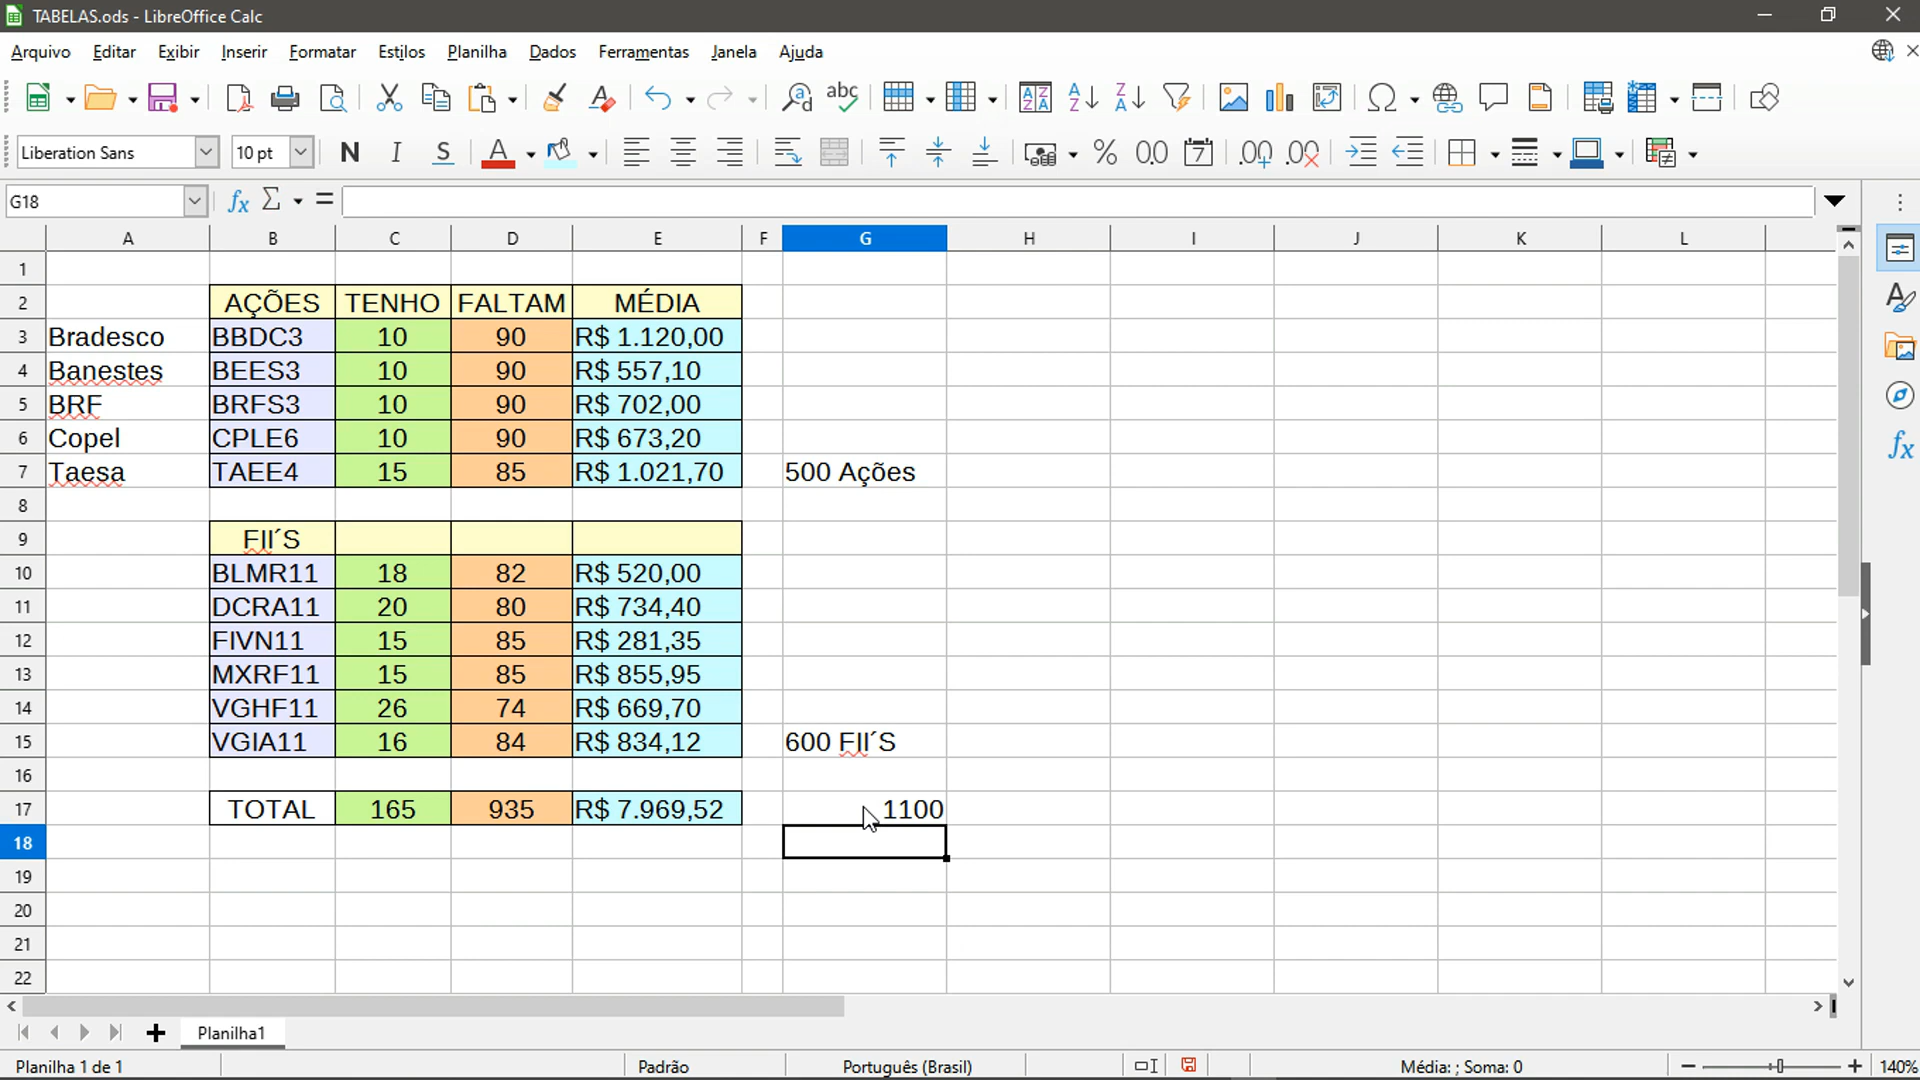 TABELAS.ods - LibreOffice Calc
Arquivo Editar Exibir Inserir Formatar Estilos Planilha Dados Ferramentas Janela Ajuda
Liberation Sans 10 pt N I S
G18
A B C D E F G H I J K L
1
2 AÇÕES TENHO FALTAM MÉDIA
3 Bradesco BBDC3 10 90 R$ 1.120,00
4 Banestes BEES3 10 90 R$ 557,10
5 BRF BRFS3 10 90 R$ 702,00
6 Copel CPLE6 10 90 R$ 673,20
7 Taesa TAEE4 15 85 R$ 1.021,70 500 Ações
8
9 FII´S
10 BLMR11 18 82 R$ 520,00
11 DCRA11 20 80 R$ 734,40
12 FIVN11 15 85 R$ 281,35
13 MXRF11 15 85 R$ 855,95
14 VGHF11 26 74 R$ 669,70
15 VGIA11 16 84 R$ 834,12 600 FII´S
16
17 TOTAL 165 935 R$ 7.969,52 1100
18
19
20
21
22
Planilha1
Planilha 1 de 1 Padrão Português (Brasil) Média: ; Soma: 0 140%